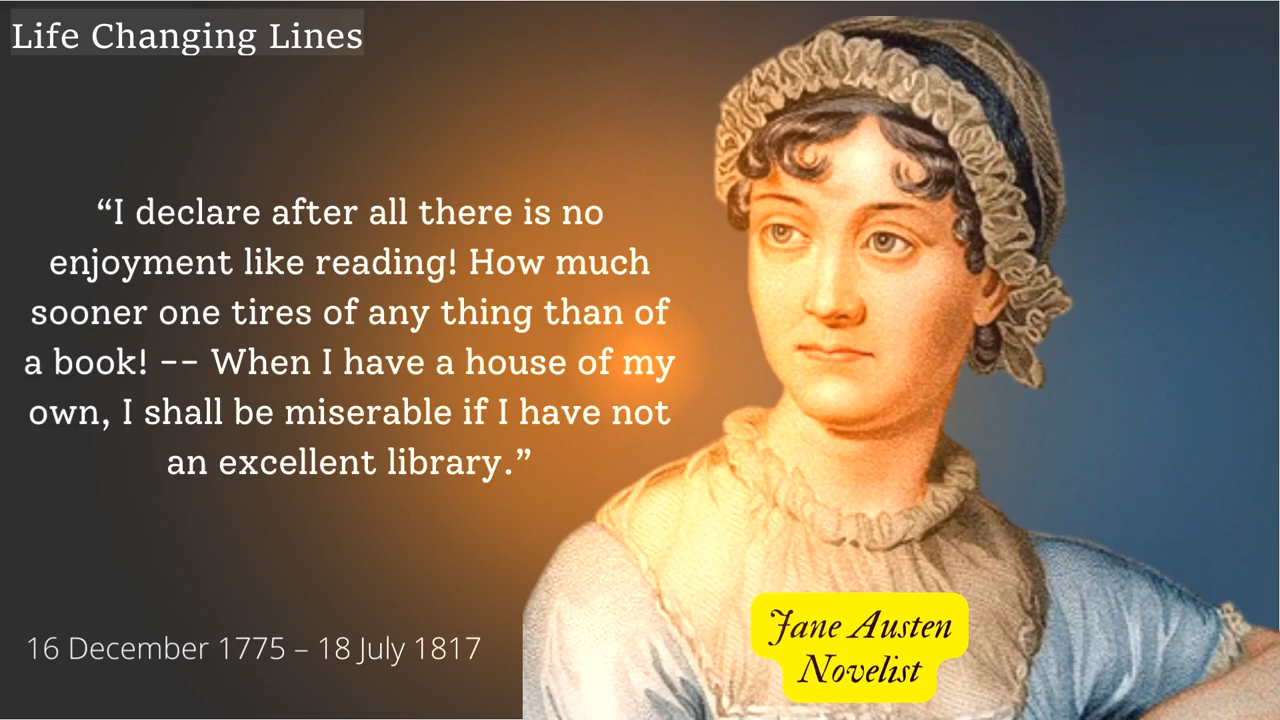 Life Changing Lines
“I declare after all there is no
enjoyment like reading! How much
sooner one tires of any thing than of
a book! -- When I have a house of my
own, I shall be miserable if I have not
an excellent library.”
16 December 1775 – 18 July 1817
Jane Austen
Novelist